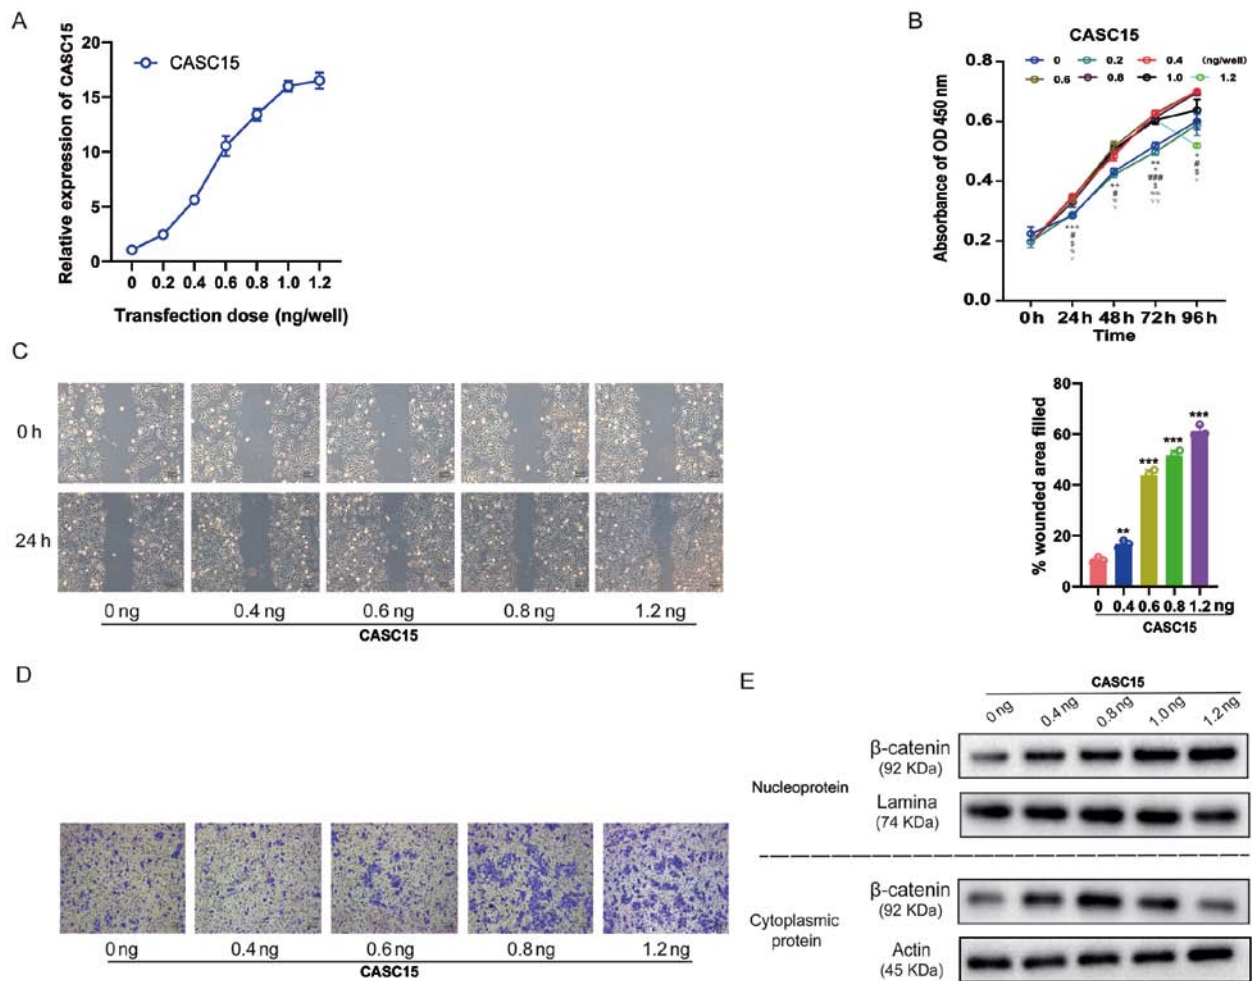 A
20
15
10
5
0
Relative expression of CASC15
CASC15
0 0.2 0.4 0.6 0.8 1.0 1.2
Transfection dose (ng/well)
B
CASC15
0 0.2 0.4 (ng/well)
0.6 0.8 1.0 1.2
0.8
0.6
0.4
0.2
0.0
Absorbance of OD 450 nm
0 h 24 h 48 h 72 h 96 h
Time
C
0 h
24 h
0 ng 0.4 ng 0.6 ng 0.8 ng 1.2 ng
CASC15
80
60
40
20
0
% wounded area filled
** *** *** ***
0 0.4 0.6 0.8 1.2 ng
CASC15
D
0 ng 0.4 ng 0.6 ng 0.8 ng 1.2 ng
CASC15
E
CASC15
0 ng 0.4 ng 0.8 ng 1.0 ng 1.2 ng
Nucleoprotein
β-catenin
(92 KDa)
Lamina
(74 KDa)
Cytoplasmic
protein
β-catenin
(92 KDa)
Actin
(45 KDa)